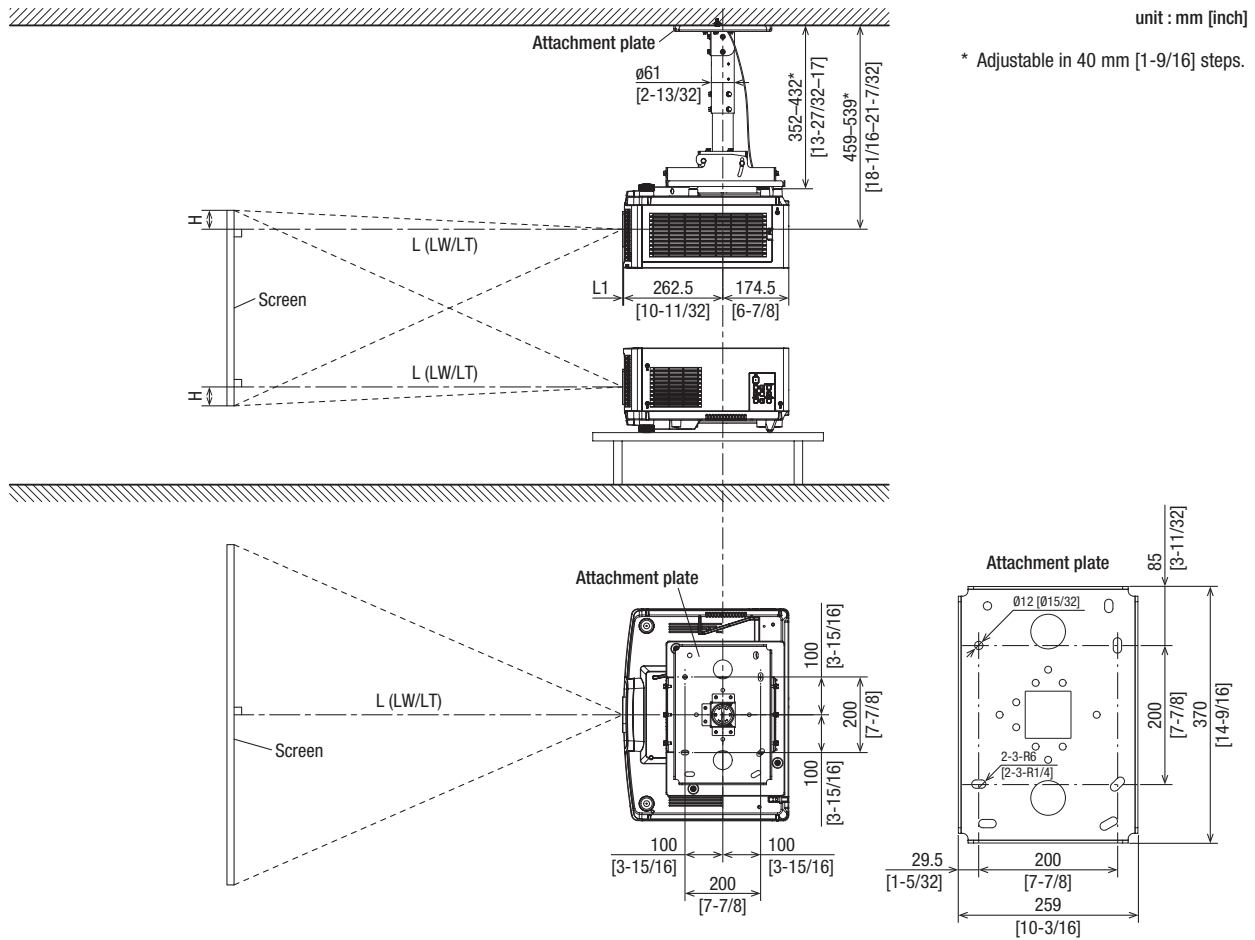 unit : mm [inch]
* Adjustable in 40 mm [1-9/16] steps.
Attachment plate
ø61
[2-13/32]
352–432*
[13-27/32–17]
459–539*
[18-1/16–21-7/32]
H
L (LW/LT)
Screen
L1
262.5
[10-11/32]
174.5
[6-7/8]
L (LW/LT)
H
Attachment plate
L (LW/LT)
Screen
100
[3-15/16]
200
[7-7/8]
100
[3-15/16]
100
[3-15/16]
100
[3-15/16]
200
[7-7/8]
Attachment plate
85
[3-11/32]
Ø12 [Ø15/32]
200
[7-7/8]
370
[14-9/16]
2-3-R6
[2-3-R1/4]
29.5
[1-5/32]
200
[7-7/8]
259
[10-3/16]